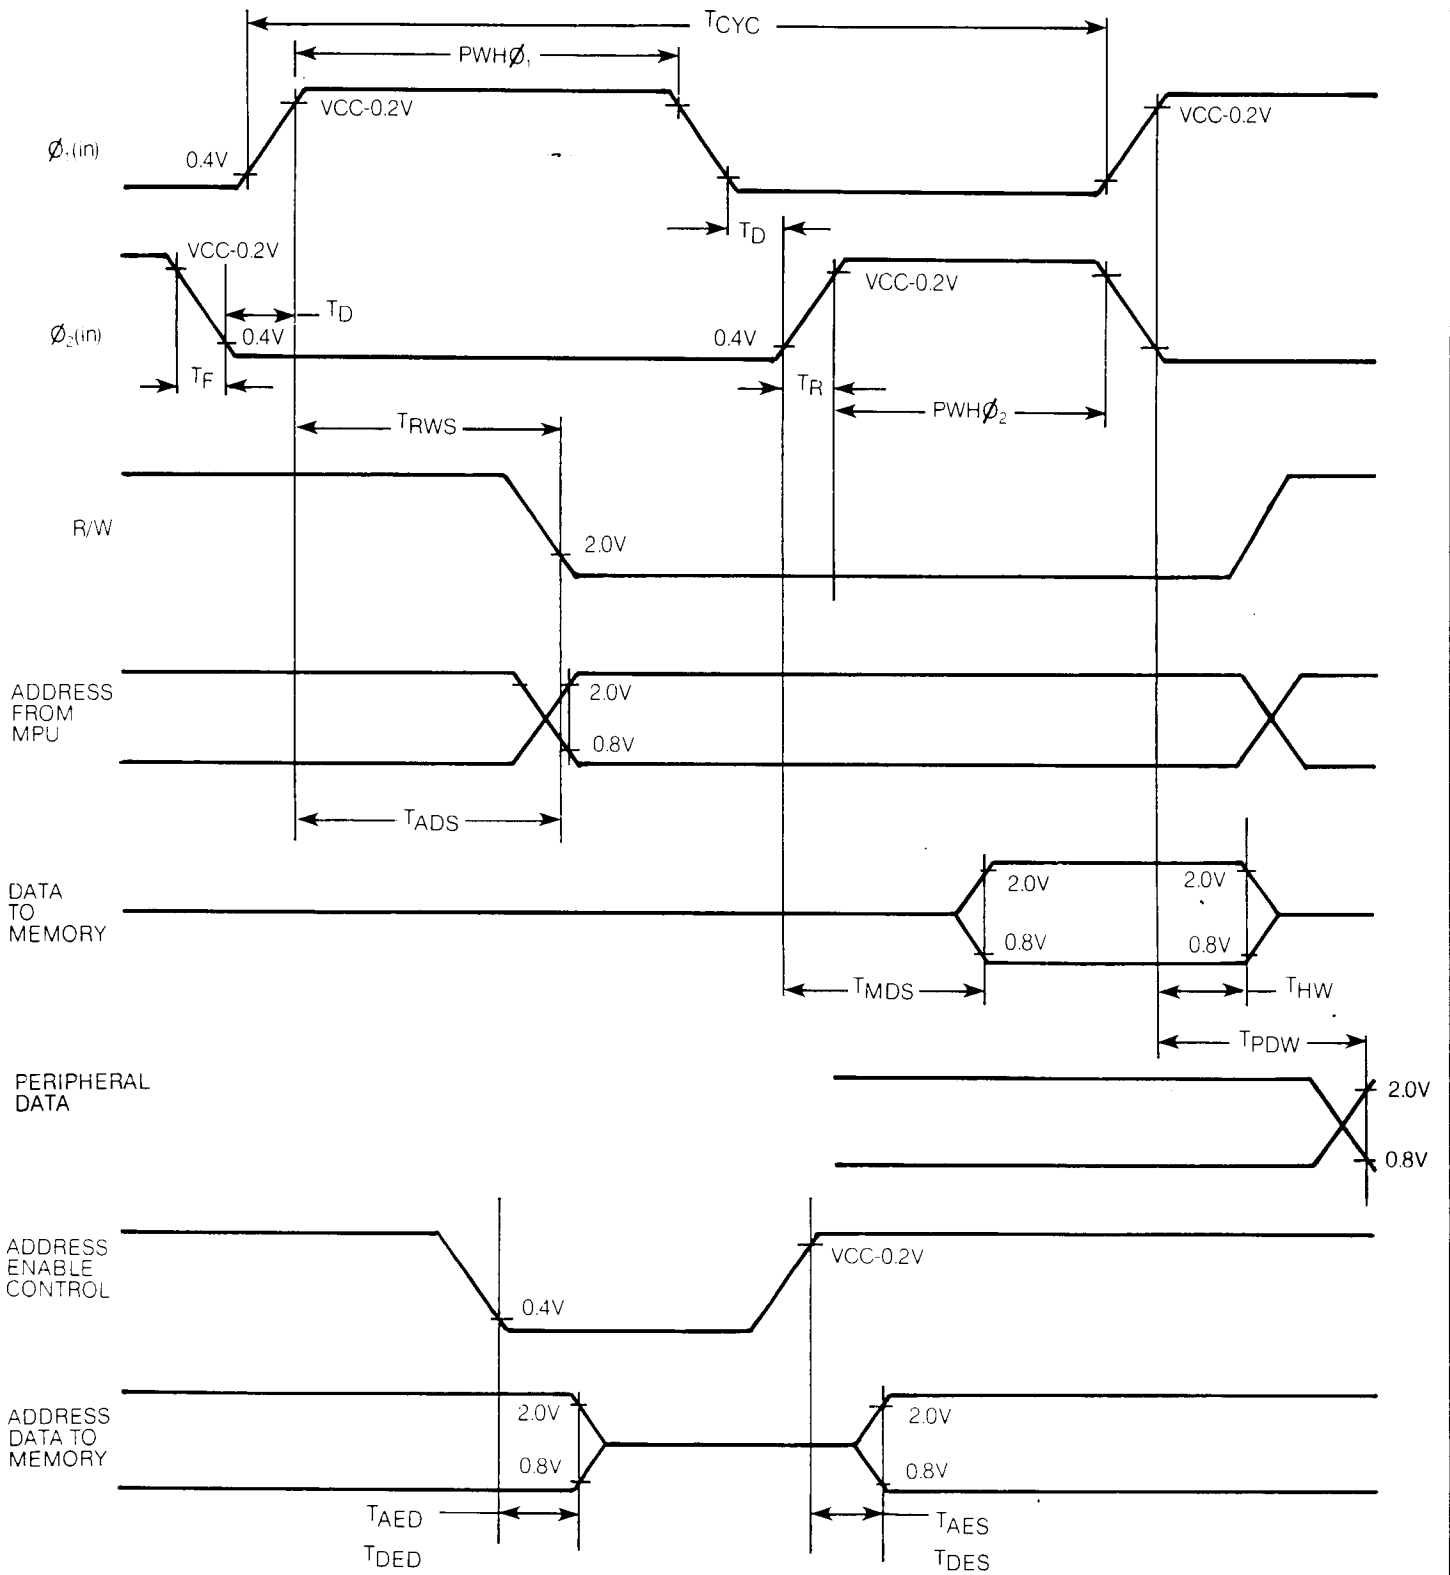 TCYC
PWHØ₁
VCC-0.2V
VCC-0.2V
Ø₁(in)
0.4V
TD
VCC-0.2V
VCC-0.2V
TD
Ø₂(in)
0.4V
0.4V
TF
TR
PWHØ₂
TRWS
R/W
2.0V
ADDRESS
FROM
MPU
2.0V
0.8V
TADS
DATA
TO
MEMORY
2.0V
2.0V
0.8V
0.8V
TMDS
THW
TPDW
PERIPHERAL
DATA
2.0V
0.8V
ADDRESS
ENABLE
CONTROL
VCC-0.2V
0.4V
ADDRESS
DATA TO
MEMORY
2.0V
2.0V
0.8V
0.8V
TAED
TAES
TDED
TDES